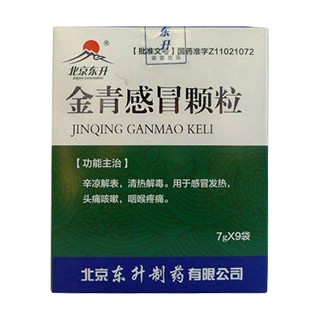 【批准文号】国药准字Z11021072
北京东升
金青感冒颗粒
JINQING GANMAO KELI
【功能主治】
辛凉解表，清热解毒。用于感冒发热，
头痛咳嗽，咽喉疼痛。
7gX9袋
北京东升制药有限公司